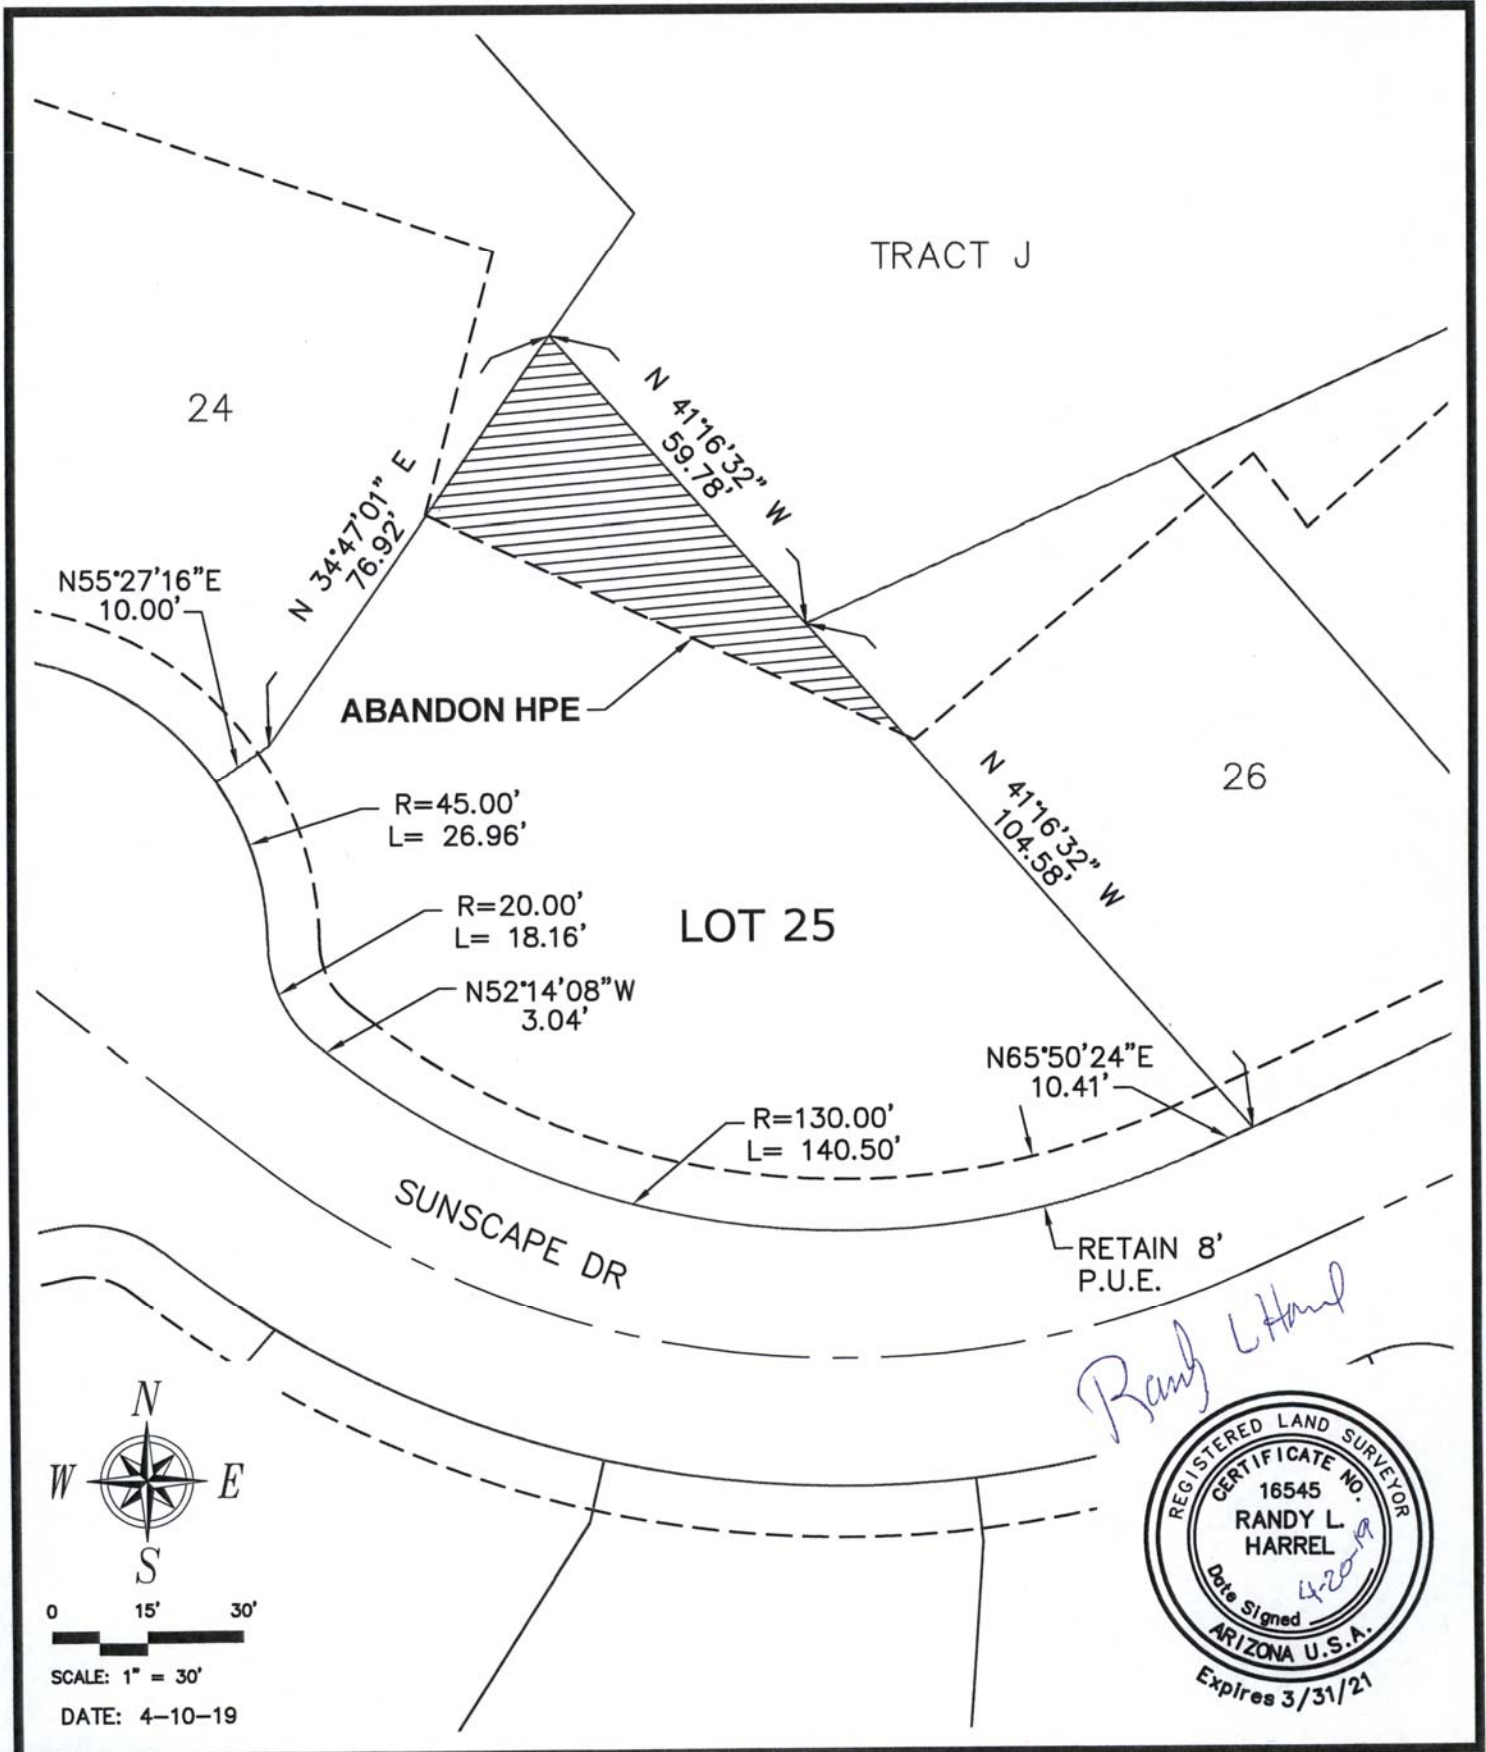 TRACT J
24
N 41°16'32" W
59.78'
N 34°47'01" E
76.92'
N55°27'16"E
10.00'
ABANDON HPE
26
N 41°16'32" W
104.58'
R=45.00'
L= 26.96'
R=20.00'
L= 18.16'
LOT 25
N52°14'08"W
3.04'
N65°50'24"E
10.41'
R=130.00'
L= 140.50'
SUNSCAPE DR
RETAIN 8'
P.U.E.
Randy L Harrel
N
W E
S
0 15' 30'
SCALE: 1" = 30'
DATE: 4-10-19
REGISTERED LAND SURVEYOR
CERTIFICATE NO.
16545
RANDY L.
HARREL
4-20-19
Date Signed
ARIZONA U.S.A.
Expires 3/31/21